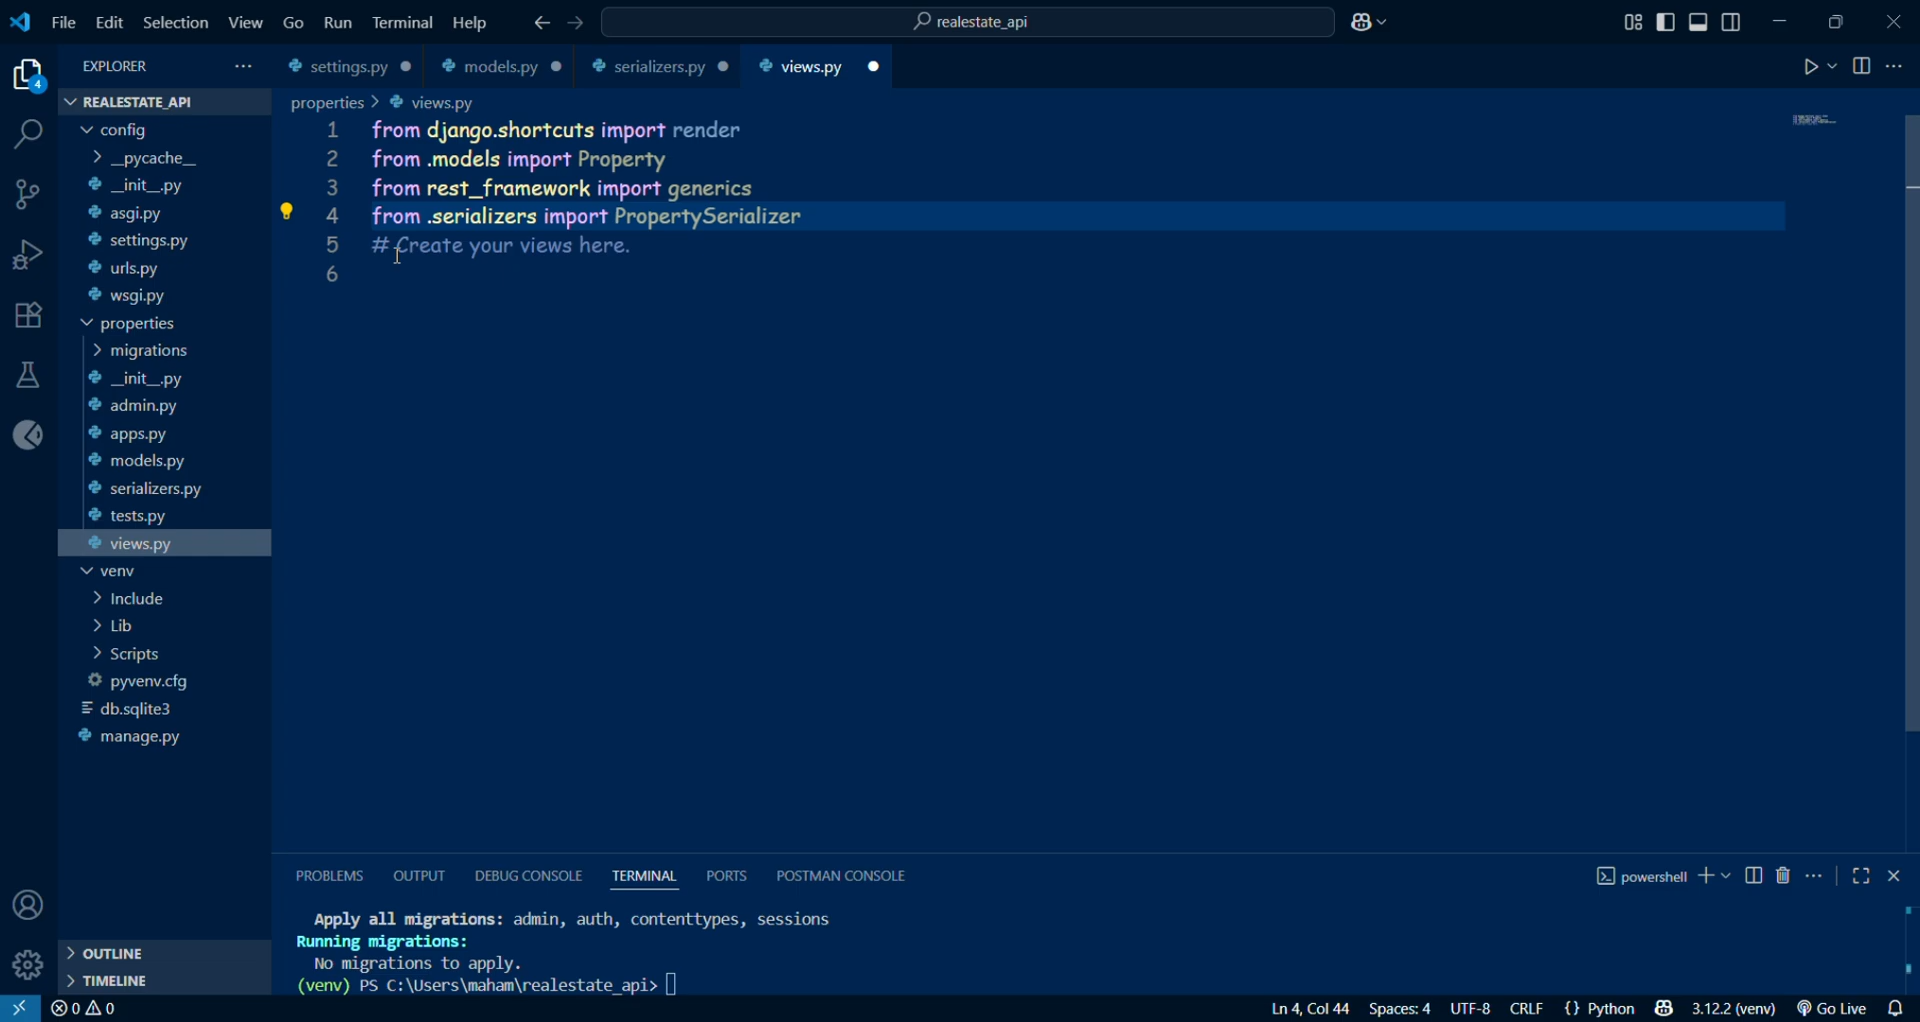 File Edit Selection View Go Run Terminal Help
realestate_api
EXPLORER
settings.py
models.py
serializers.py
views.py
REALESTATE_API
properties > views.py
config
__pycache__
__init__.py
asgi.py
settings.py
urls.py
wsgi.py
properties
migrations
__init__.py
admin.py
apps.py
models.py
serializers.py
tests.py
views.py
venv
Include
Lib
Scripts
pyvenv.cfg
db.sqlite3
manage.py
OUTLINE
TIMELINE
4
1 from django.shortcuts import render
2 from .models import Property
3 from rest_framework import generics
4 from .serializers import PropertySerializer
5 # Create your views here.
6
PROBLEMS OUTPUT DEBUG CONSOLE TERMINAL PORTS POSTMAN CONSOLE
powershell
Apply all migrations: admin, auth, contenttypes, sessions
Running migrations:
No migrations to apply.
(venv) PS C:\Users\maham\realestate_api>
0 0
Ln 4, Col 44 Spaces: 4 UTF-8 CRLF {} Python 3.12.2 (venv) Go Live